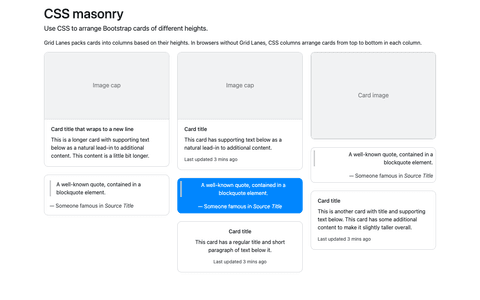 CSS masonry
Use CSS to arrange Bootstrap cards of different heights.
Grid Lanes packs cards into columns based on their heights. In browsers without Grid Lanes, CSS columns arrange cards from top to bottom in each column.
Image cap
Card title that wraps to a new line
This is a longer card with supporting text
below as a natural lead-in to additional
content. This content is a little bit longer.
A well-known quote, contained in a
blockquote element.
— Someone famous in Source Title
Image cap
Card title
This card has supporting text below as a
natural lead-in to additional content.
Last updated 3 mins ago
A well-known quote, contained in a
blockquote element.
— Someone famous in Source Title
Card title
This card has a regular title and short
paragraph of text below it.
Last updated 3 mins ago
Card image
A well-known quote, contained in a
blockquote element.
— Someone famous in Source Title
Card title
This is another card with title and supporting
text below. This card has some additional
content to make it slightly taller overall.
Last updated 3 mins ago